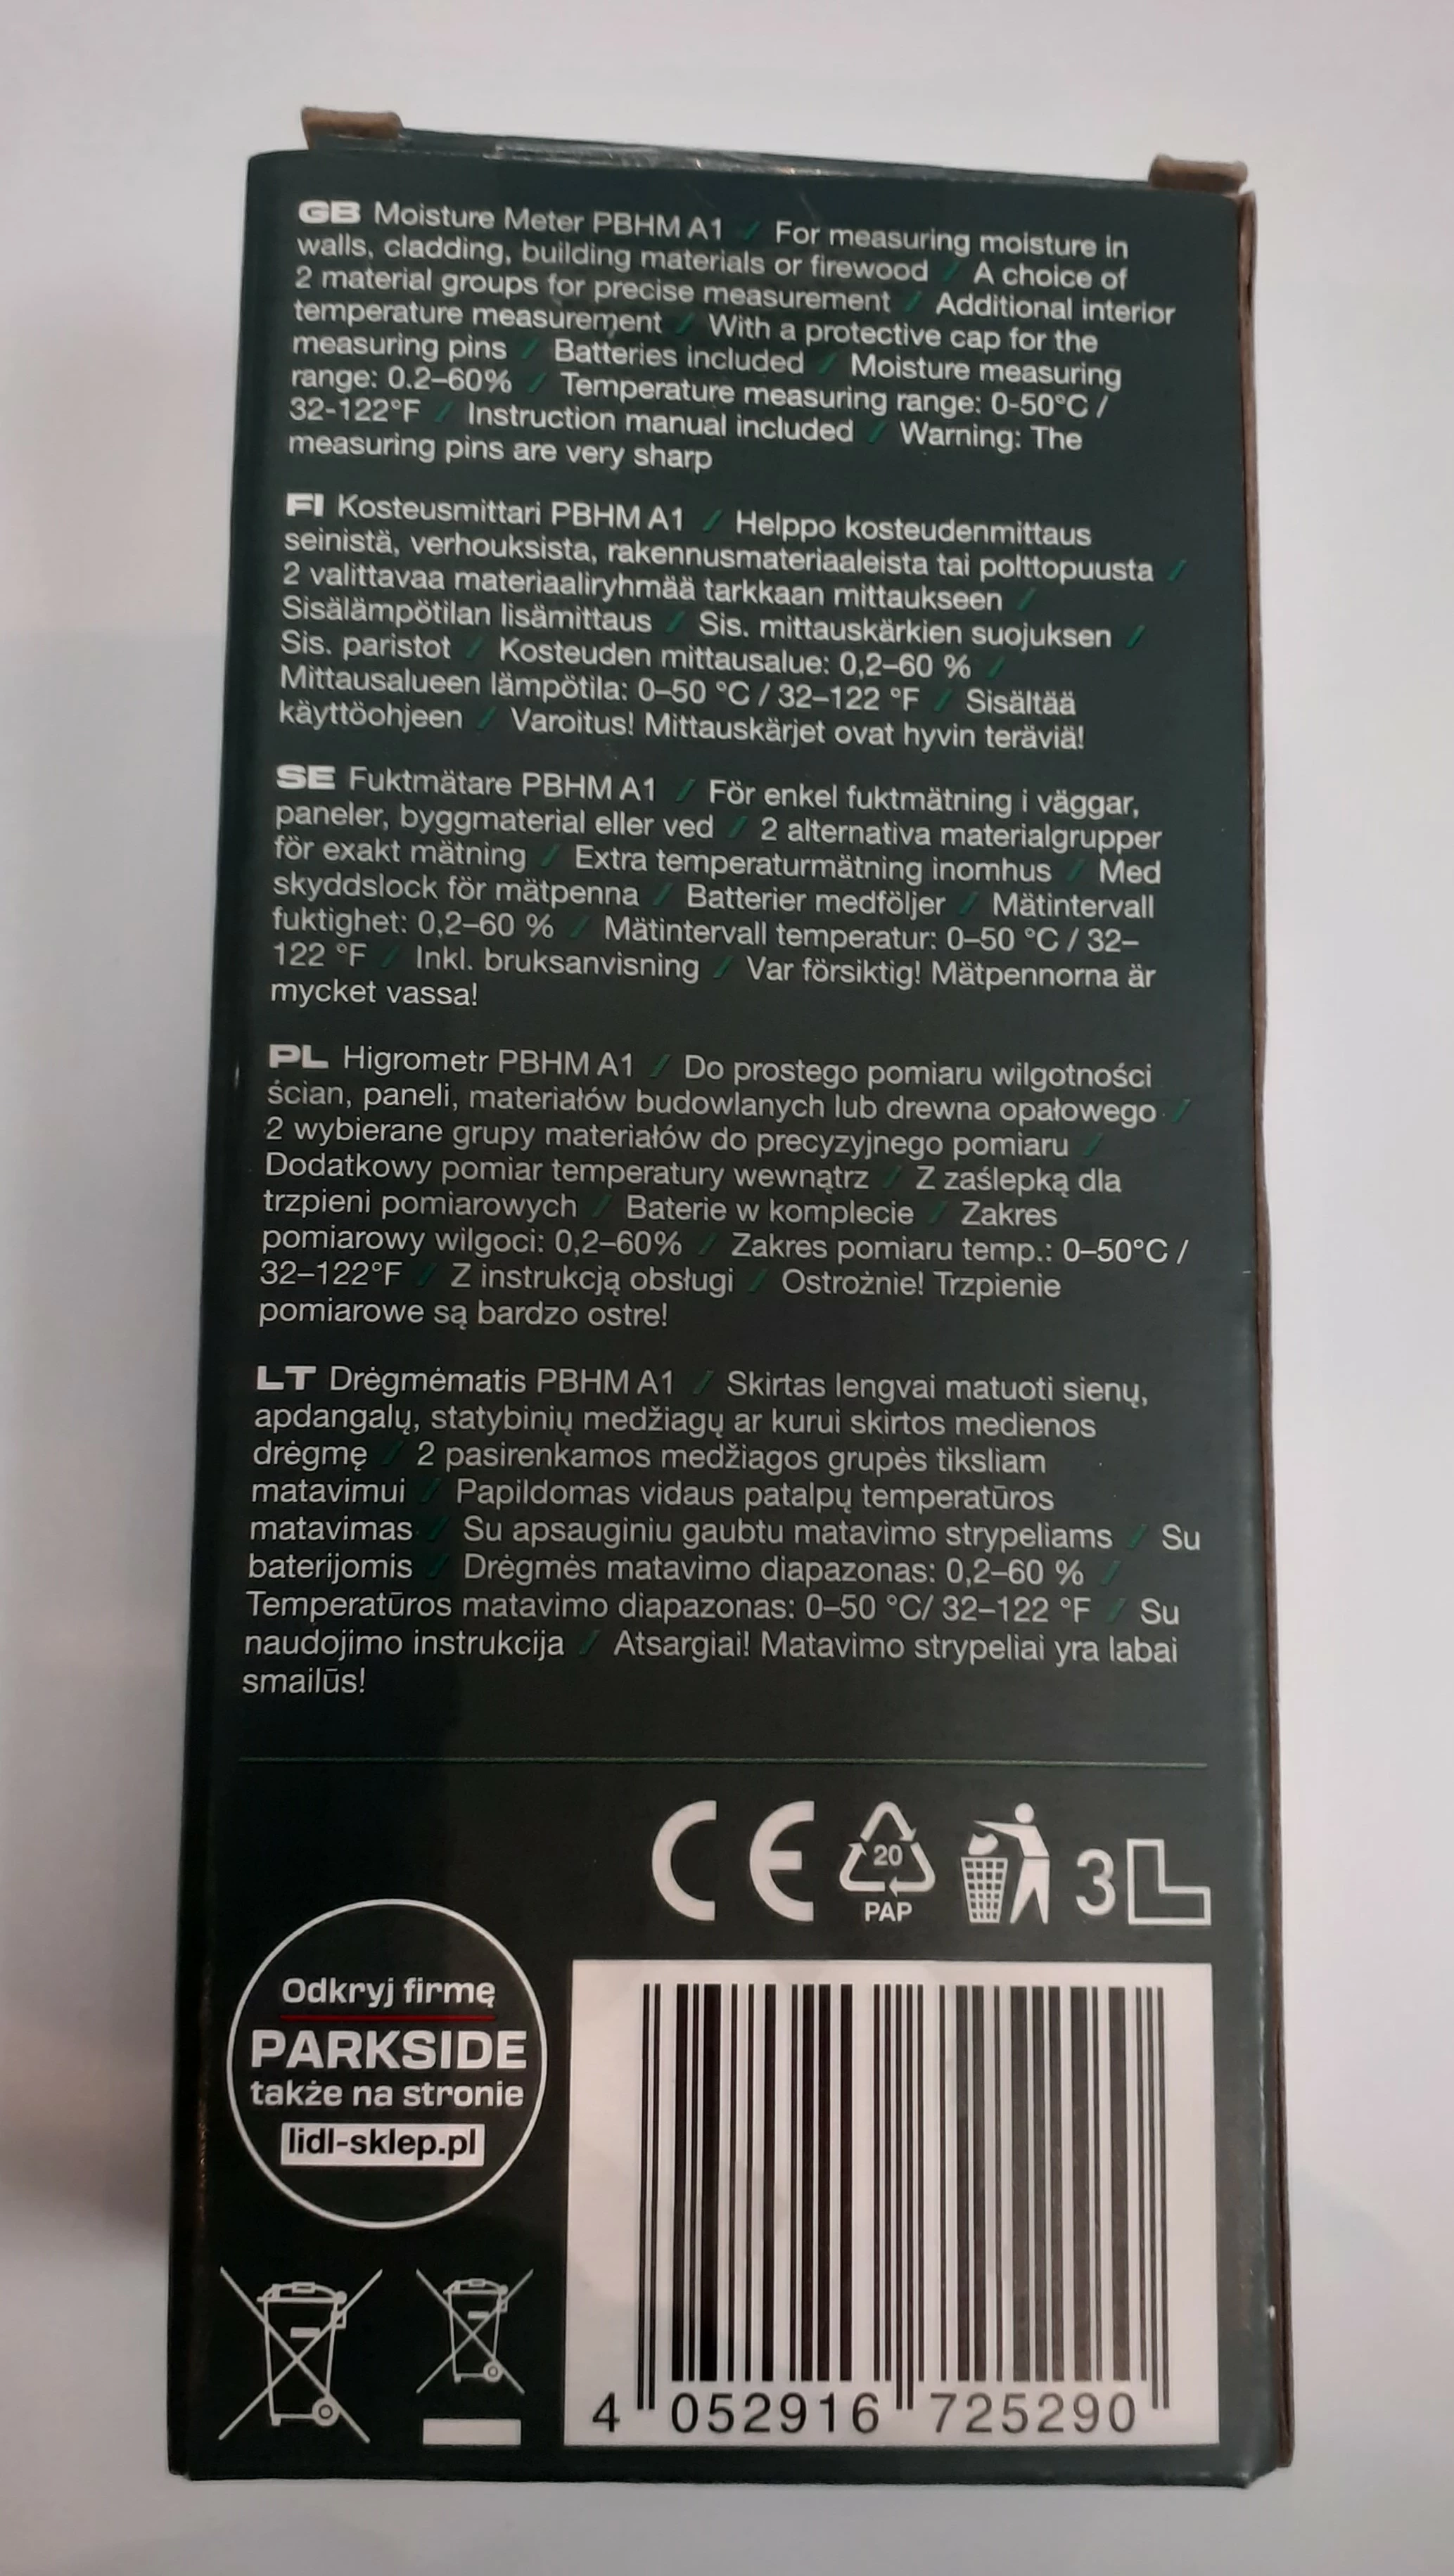 GB Moisture Meter PBHM A1 / For measuring moisture in
walls, cladding, building materials or firewood / A choice of
2 material groups for precise measurement / Additional interior
temperature measurement / With a protective cap for the
measuring pins / Batteries included / Moisture measuring
range: 0.2–60% / Temperature measuring range: 0-50°C /
32-122°F / Instruction manual included / Warning: The
measuring pins are very sharp
FI Kosteusmittari PBHM A1 / Helppo kosteudenmittaus
seinistä, verhouksista, rakennusmateriaaleista tai polttopuusta /
2 valittavaa materiaaliryhmää tarkkaan mittaukseen /
Sisälämpötilan lisämittaus / Sis. mittauskärkien suojuksen /
Sis. paristot / Kosteuden mittausalue: 0,2–60 % /
Mittausalueen lämpötila: 0–50 °C / 32–122 °F / Sisältää
käyttöohjeen / Varoitus! Mittauskärjet ovat hyvin teräviä!
SE Fuktmätare PBHM A1 / För enkel fuktmätning i väggar,
paneler, byggmaterial eller ved / 2 alternativa materialgrupper
för exakt mätning / Extra temperaturmätning inomhus / Med
skyddslock för mätpenna / Batterier medföljer / Mätintervall
fuktighet: 0,2–60 % / Mätintervall temperatur: 0–50 °C / 32–
122 °F / Inkl. bruksanvisning / Var försiktig! Mätpennorna är
mycket vassa!
PL Higrometr PBHM A1 / Do prostego pomiaru wilgotności
ścian, paneli, materiałów budowlanych lub drewna opałowego /
2 wybierane grupy materiałów do precyzyjnego pomiaru /
Dodatkowy pomiar temperatury wewnątrz / Z zaślepką dla
trzpieni pomiarowych / Baterie w komplecie / Zakres
pomiarowy wilgoci: 0,2–60% / Zakres pomiaru temp.: 0–50°C /
32–122°F / Z instrukcją obsługi / Ostrożnie! Trzpienie
pomiarowe są bardzo ostre!
LT Drėgmėmatis PBHM A1 / Skirtas lengvai matuoti sienų,
apdangalų, statybinių medžiagų ar kurui skirtos medienos
drėgmę / 2 pasirenkamos medžiagos grupės tiksliam
matavimui / Papildomas vidaus patalpų temperatūros
matavimas / Su apsauginiu gaubtu matavimo strypeliams / Su
baterijomis / Drėgmės matavimo diapazonas: 0,2–60 % /
Temperatūros matavimo diapazonas: 0–50 °C/ 32–122 °F / Su
naudojimo instrukcija / Atsargiai! Matavimo strypeliai yra labai
smailūs!
CE 20 3L
PAP
Odkryj firmę
PARKSIDE
także na stronie
lidl-sklep.pl
4 052916 725290